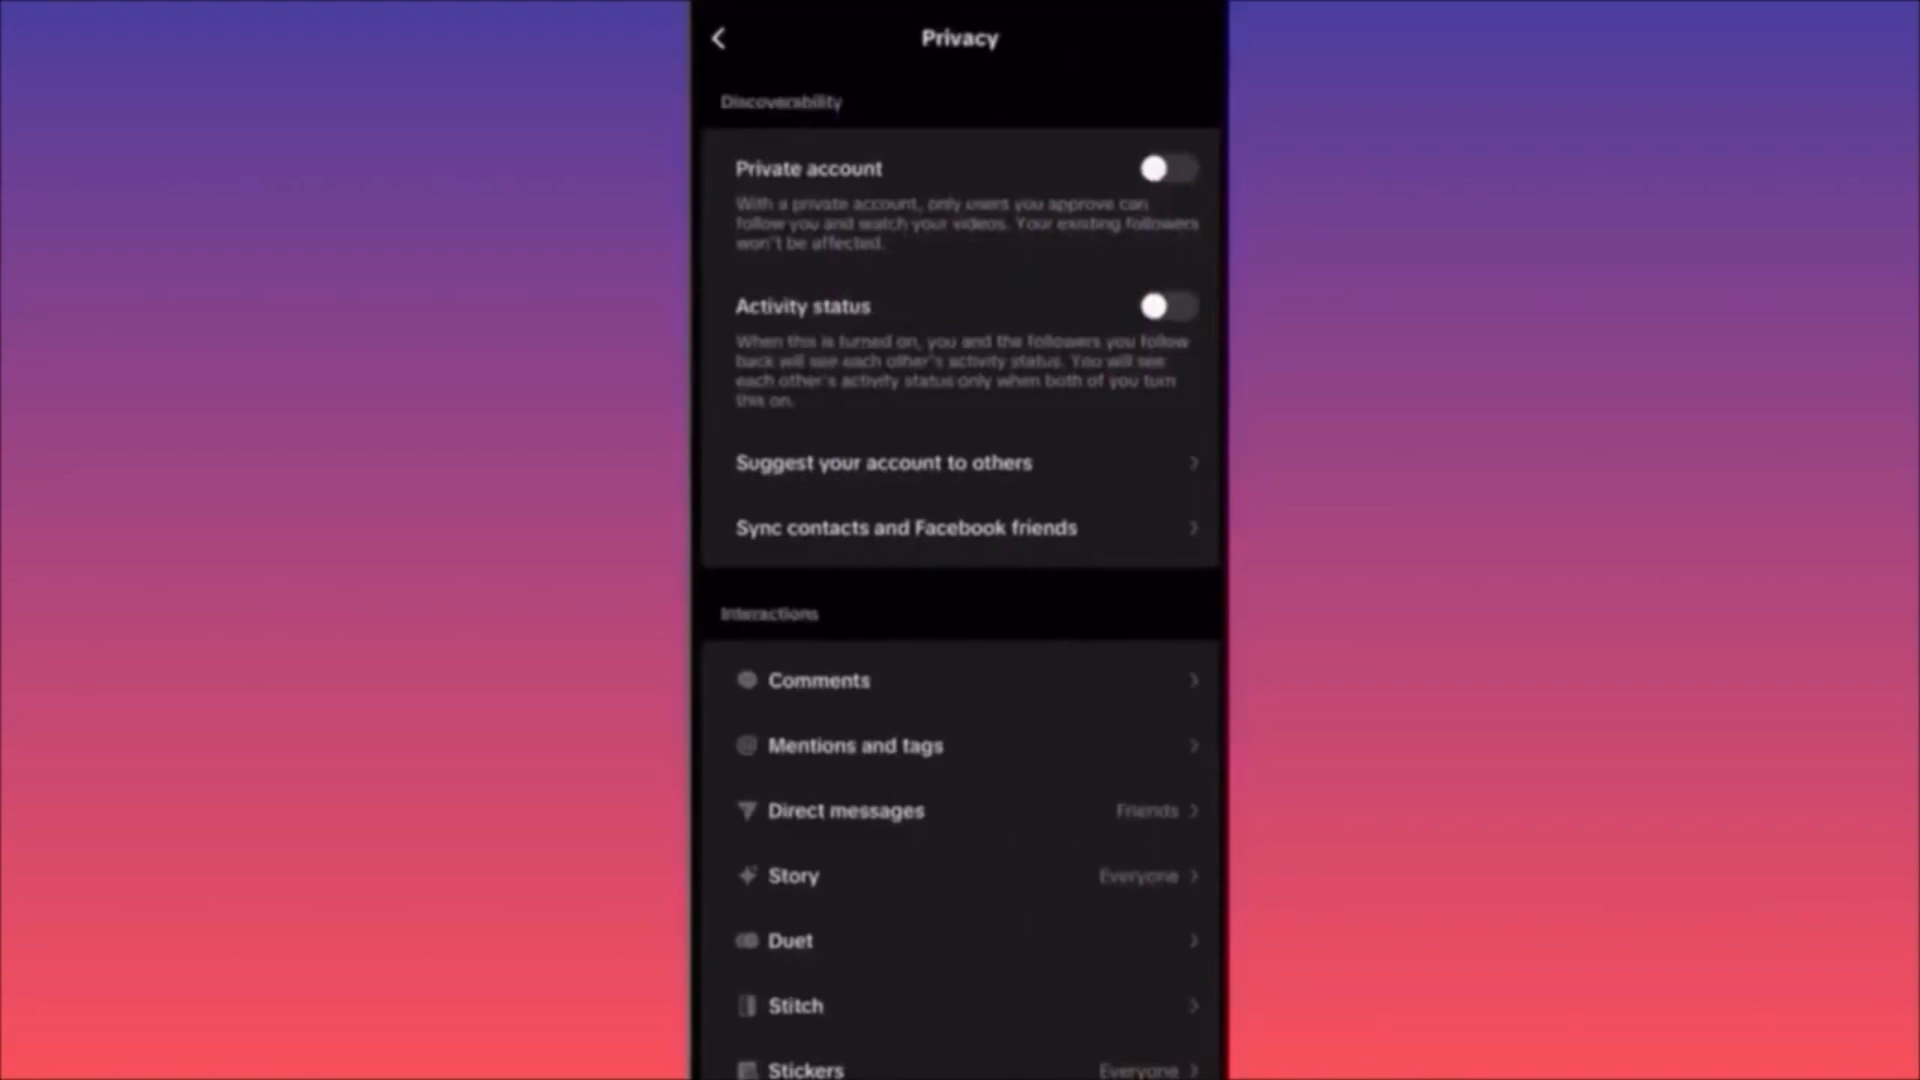 Privacy
Discoverability
Private account
With a private account, only users you approve can
follow you and watch your videos. Your existing followers
won't be affected.
Activity status
When this is turned on, you and the followers you follow
back will see each other's activity status. You will see
each other's activity status only when both of you turn
this on.
Suggest your account to others
Sync contacts and Facebook friends
Interactions
Comments
Mentions and tags
Direct messages Friends
Story Everyone
Duet
Stitch
Stickers Everyone